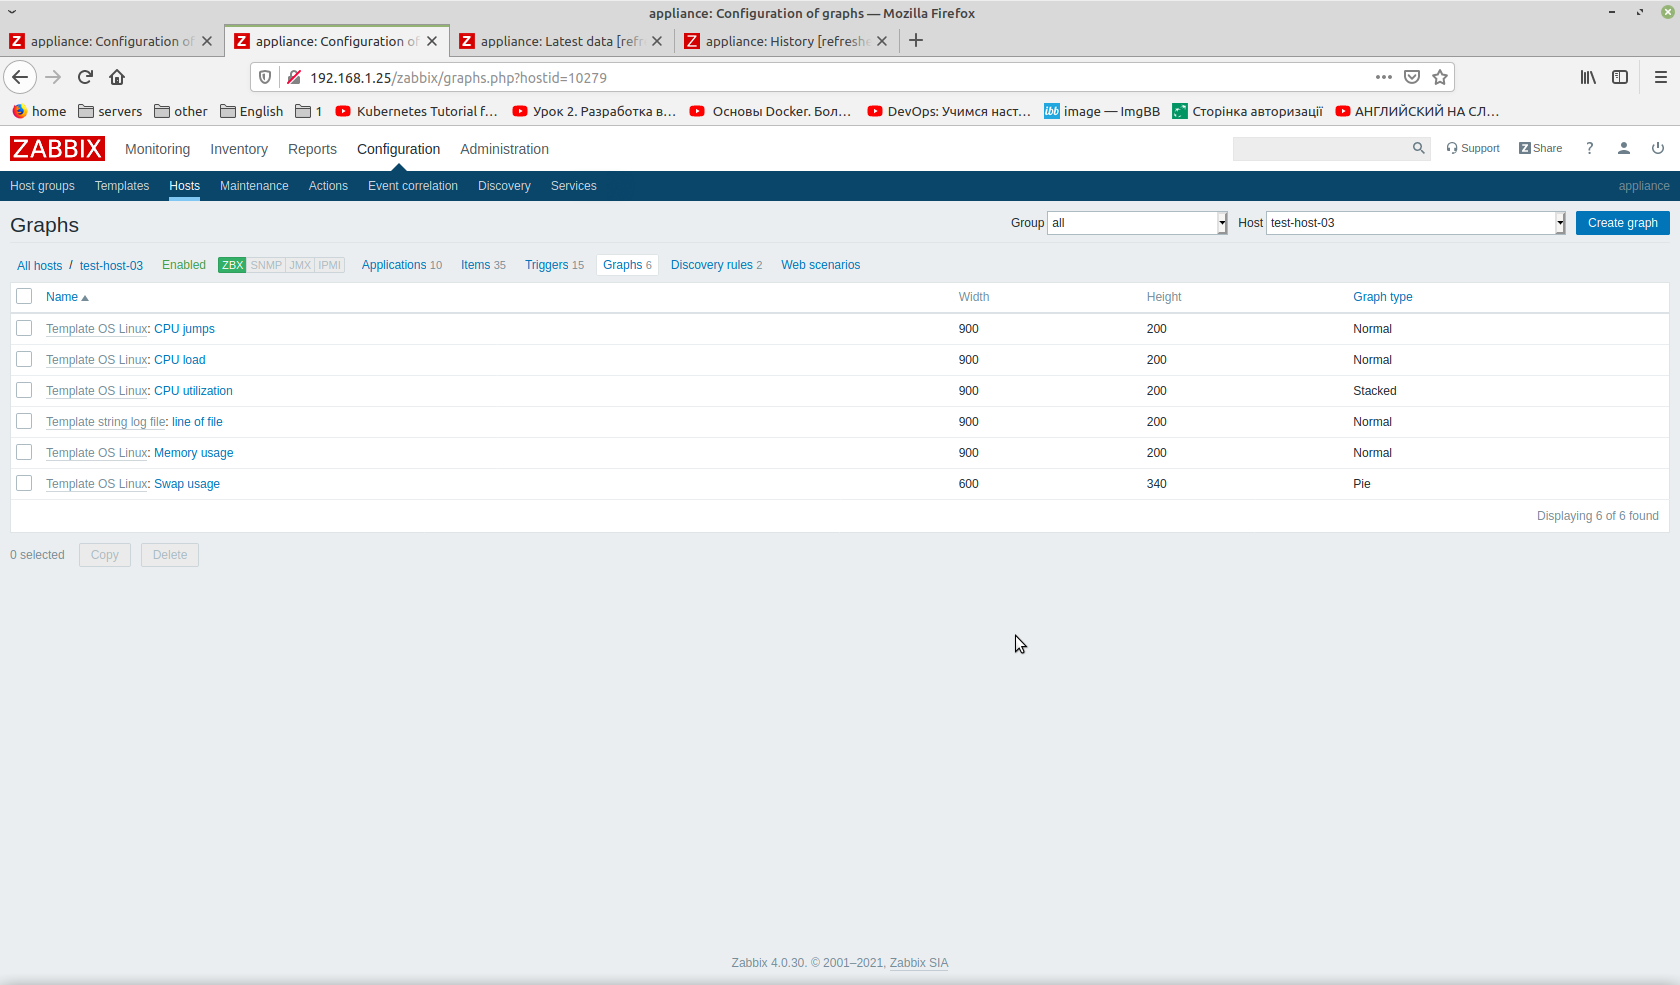 appliance: Configuration of graphs — Mozilla Firefox
appliance: Configuration of
appliance: Configuration of
appliance: Latest data [refr
appliance: History [refreshe
192.168.1.25/zabbix/graphs.php?hostid=10279
home servers other English 1 Kubernetes Tutorial f... Урок 2. Разработка в... Основы Docker. Бол... DevOps: Учимся наст... ibb image — ImgBB Сторінка авторизації АНГЛИЙСКИЙ НА СЛ...
ZABBIX Monitoring Inventory Reports Configuration Administration Support Z Share ?
Host groups Templates Hosts Maintenance Actions Event correlation Discovery Services appliance
Graphs Group all Host test-host-03 Create graph
All hosts / test-host-03 Enabled ZBX SNMP JMX IPMI Applications 10 Items 35 Triggers 15 Graphs 6 Discovery rules 2 Web scenarios
Name Width Height Graph type
Template OS Linux: CPU jumps 900 200 Normal
Template OS Linux: CPU load 900 200 Normal
Template OS Linux: CPU utilization 900 200 Stacked
Template string log file: line of file 900 200 Normal
Template OS Linux: Memory usage 900 200 Normal
Template OS Linux: Swap usage 600 340 Pie
Displaying 6 of 6 found
0 selected Copy Delete
Zabbix 4.0.30. © 2001–2021, Zabbix SIA